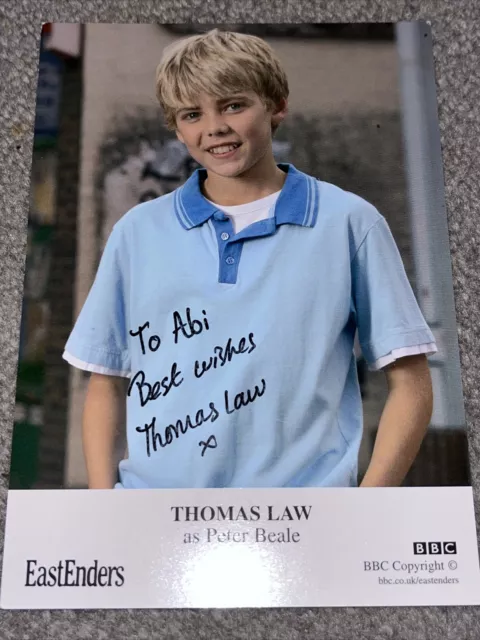 To Abi
Best wishes
Thomas Law
x
THOMAS LAW
as Peter Beale
EastEnders
BBC
BBC Copyright ©
bbc.co.uk/eastenders